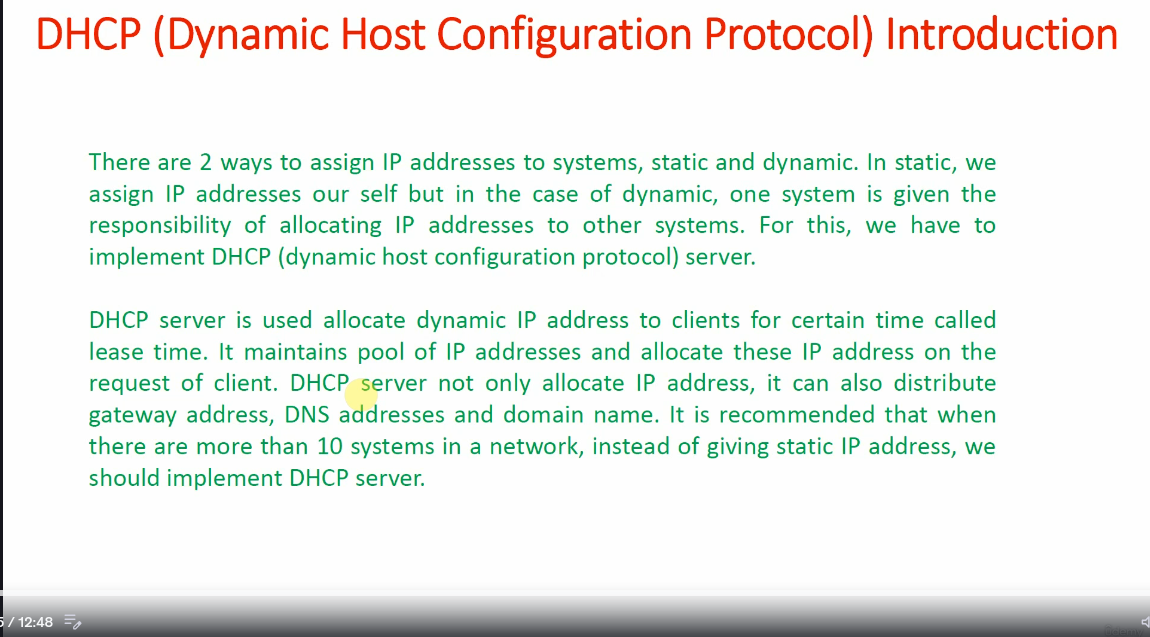 DHCP (Dynamic Host Configuration Protocol) Introduction
There are 2 ways to assign IP addresses to systems, static and dynamic. In static, we
assign IP addresses our self but in the case of dynamic, one system is given the
responsibility of allocating IP addresses to other systems. For this, we have to
implement DHCP (dynamic host configuration protocol) server.
DHCP server is used allocate dynamic IP address to clients for certain time called
lease time. It maintains pool of IP addresses and allocate these IP address on the
request of client. DHCP server not only allocate IP address, it can also distribute
gateway address, DNS addresses and domain name. It is recommended that when
there are more than 10 systems in a network, instead of giving static IP address, we
should implement DHCP server.
/ 12:48